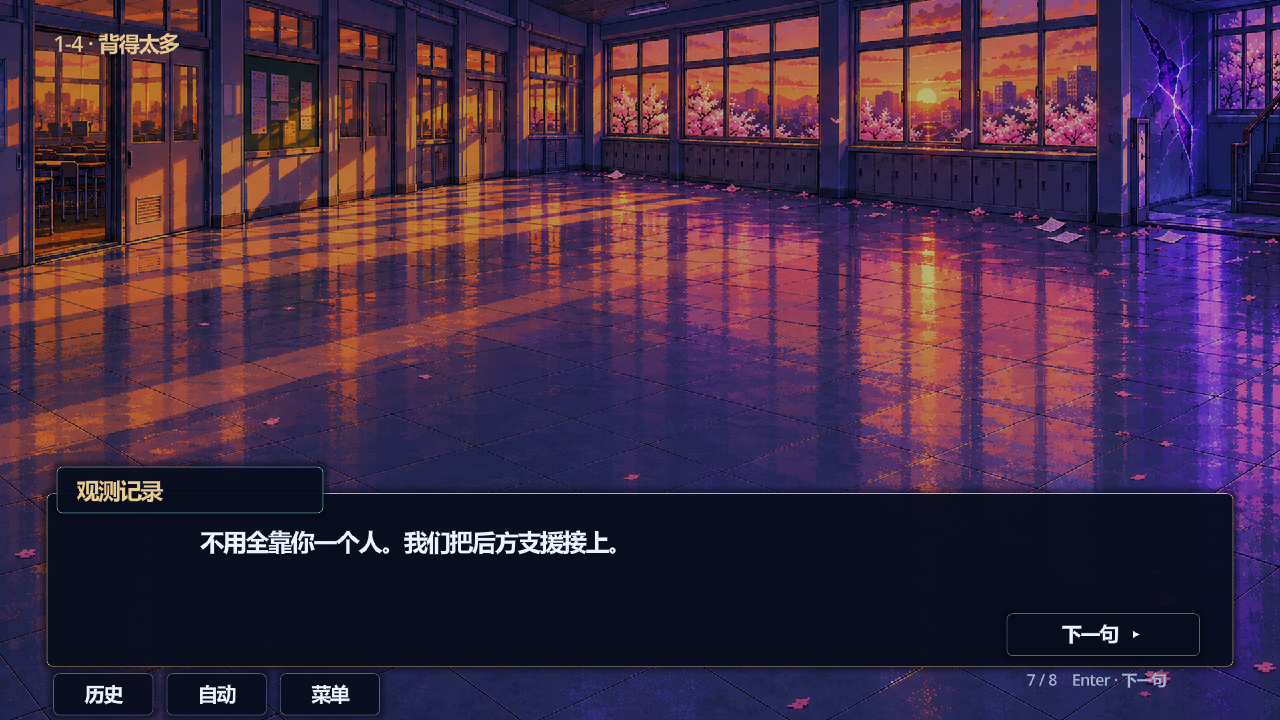 1-4 · 背得太多
观测记录
不用全靠你一个人。我们把后方支援接上。
下一句 ▸
7 / 8 Enter · 下一句
历史 自动 菜单